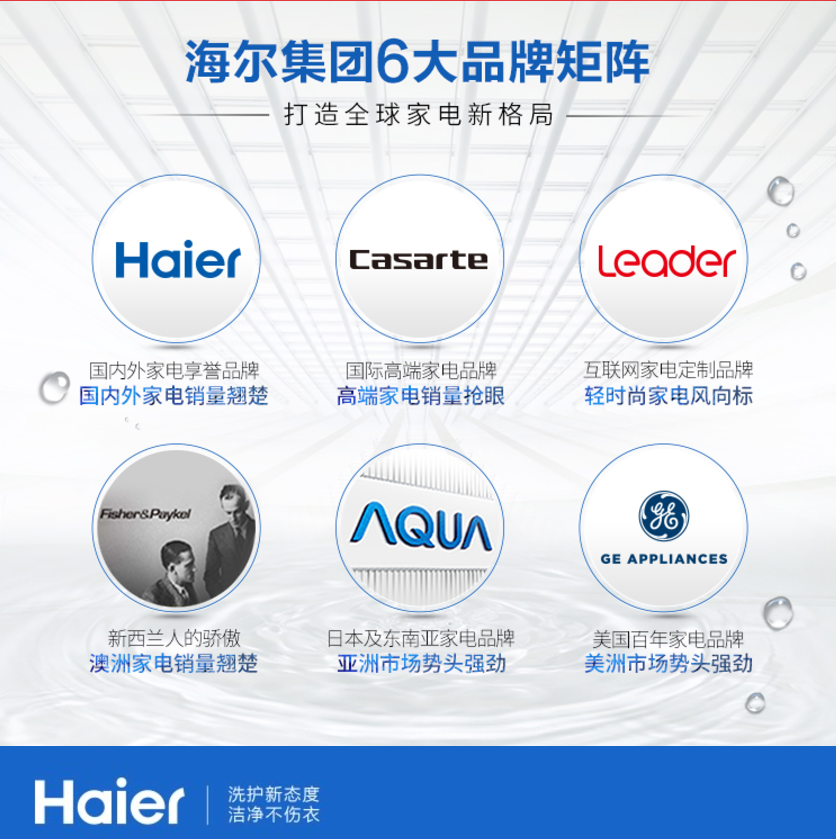 海尔集团6大品牌矩阵
打造全球家电新格局
Haier
Casarte
Leader
国内外家电享誉品牌
国内外家电销量翘楚
国际高端家电品牌
高端家电销量抢眼
互联网家电定制品牌
轻时尚家电风向标
Fisher&Paykel
AQUA
GE
GE APPLIANCES
新西兰人的骄傲
澳洲家电销量翘楚
日本及东南亚家电品牌
亚洲市场势头强劲
美国百年家电品牌
美洲市场势头强劲
Haier
洗护新态度
洁净不伤衣